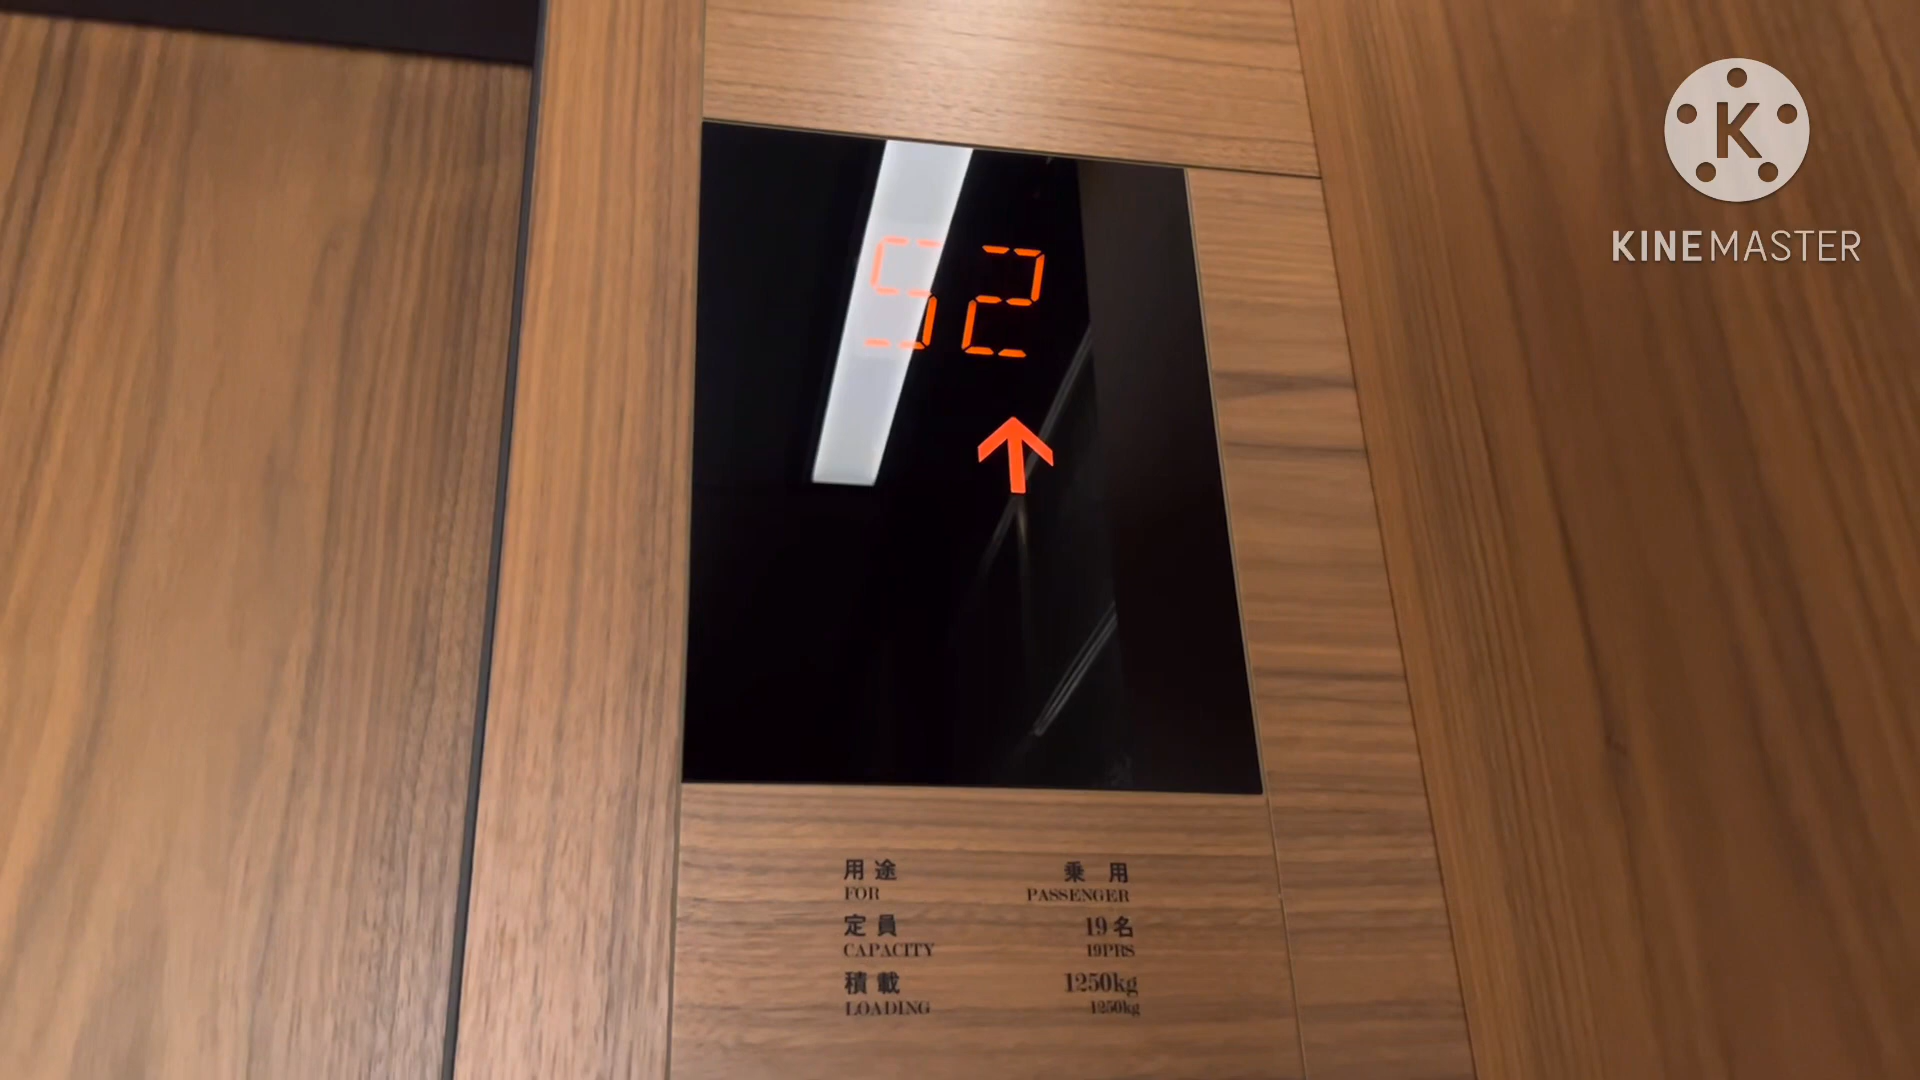 K
KINEMASTER
52
用途 乗用
FOR PASSENGER
定員 19名
CAPACITY 19PRS
積載 1250kg
LOADING 1250kg